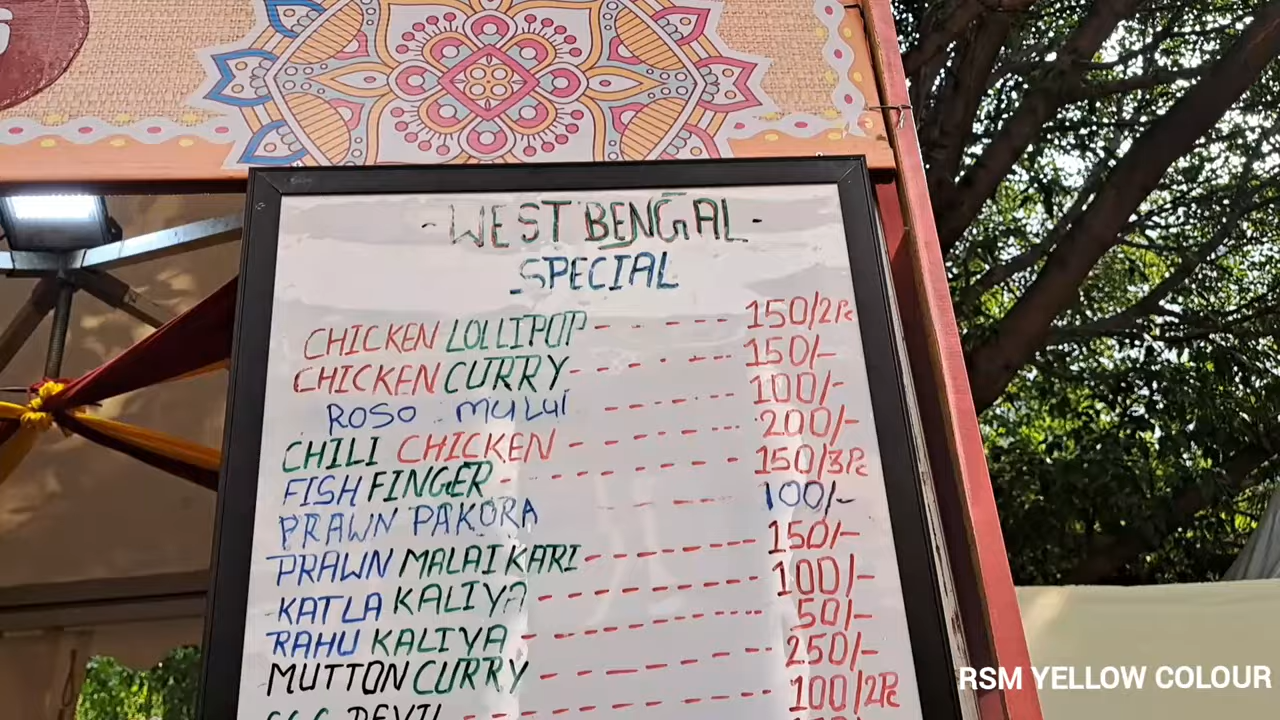 - WEST BENGAL -
SPECIAL
CHICKEN LOLLIPOP - - - - - 150/2Pc
CHICKEN CURRY - - - - - 150/-
ROSO malai - - - - - 100/-
CHILI CHICKEN - - - - - 200/-
FISH FINGER - - - - - 150/3Pc
PRAWN PAKORA - - - 100/-
PRAWN MALAI KARI - - - - - 150/-
KATLA KALIYA - - - - - 100/-
RAHU KALIYA - - - - - 50/-
MUTTON CURRY - - - - - 250/-
DEVIL - - - - - 100/2Pc
RSM YELLOW COLOUR